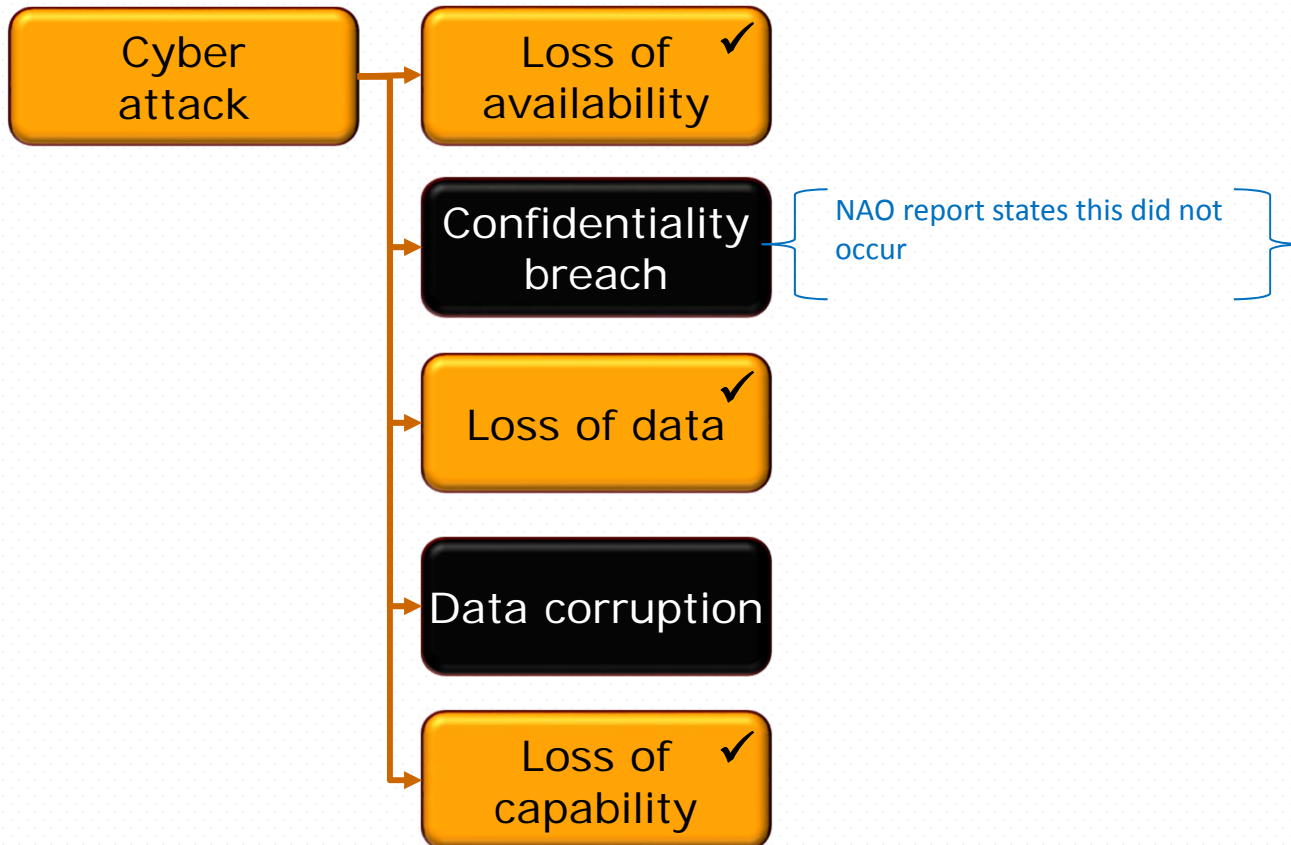 Cyber
attack
Loss of
availability
✓
Confidentiality
breach
NAO report states this did not
occur
Loss of data
✓
Data corruption
Loss of
capability
✓